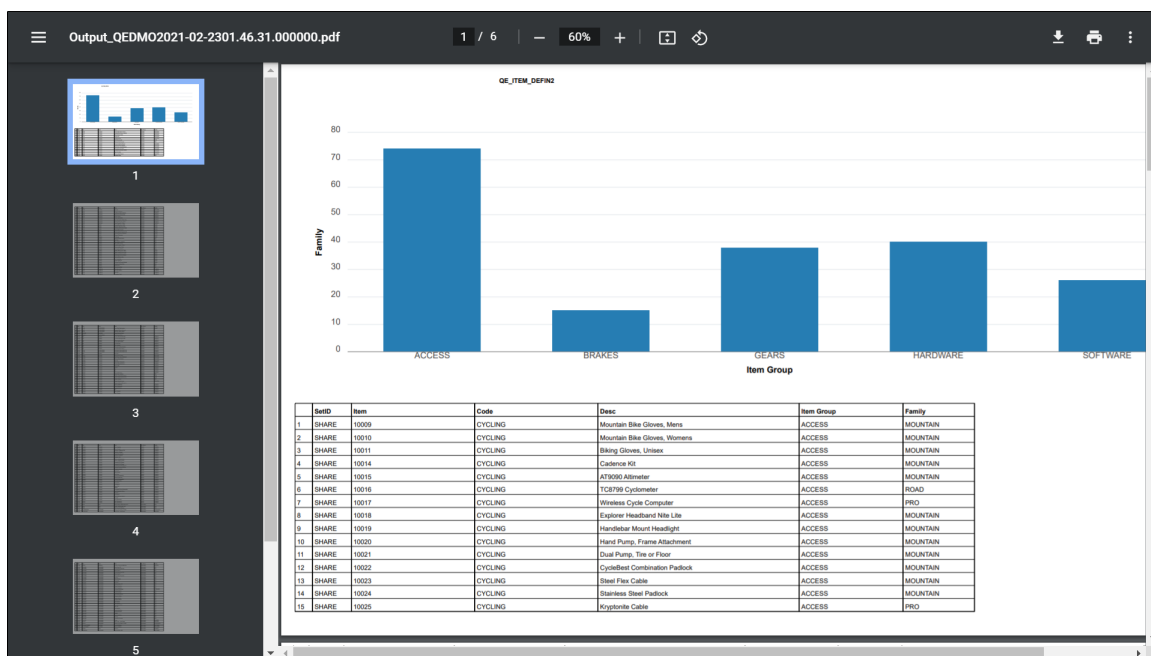 Output_QEDMO2021-02-2301.46.31.000000.pdf
1 / 6
60%
1
2
3
4
5
QE_ITEM_DEFIN2
80
70
60
50
40
30
20
10
0
Family
ACCESS BRAKES GEARS HARDWARE SOFTWARE
Item Group
SetID Item Code Desc Item Group Family
1 SHARE 10009 CYCLING Mountain Bike Gloves, Mens ACCESS MOUNTAIN
2 SHARE 10010 CYCLING Mountain Bike Gloves, Womens ACCESS MOUNTAIN
3 SHARE 10011 CYCLING Biking Gloves, Unisex ACCESS MOUNTAIN
4 SHARE 10014 CYCLING Cadence Kit ACCESS MOUNTAIN
5 SHARE 10015 CYCLING AT9090 Altimeter ACCESS MOUNTAIN
6 SHARE 10016 CYCLING TC8799 Cyclometer ACCESS ROAD
7 SHARE 10017 CYCLING Wireless Cycle Computer ACCESS PRO
8 SHARE 10018 CYCLING Explorer Headband Nite Lite ACCESS MOUNTAIN
9 SHARE 10019 CYCLING Handlebar Mount Headlight ACCESS MOUNTAIN
10 SHARE 10020 CYCLING Hand Pump, Frame Attachment ACCESS MOUNTAIN
11 SHARE 10021 CYCLING Dual Pump, Tire or Floor ACCESS MOUNTAIN
12 SHARE 10022 CYCLING CycleBest Combination Padlock ACCESS MOUNTAIN
13 SHARE 10023 CYCLING Steel Flex Cable ACCESS MOUNTAIN
14 SHARE 10024 CYCLING Stainless Steel Padlock ACCESS MOUNTAIN
15 SHARE 10025 CYCLING Kryptonite Cable ACCESS PRO